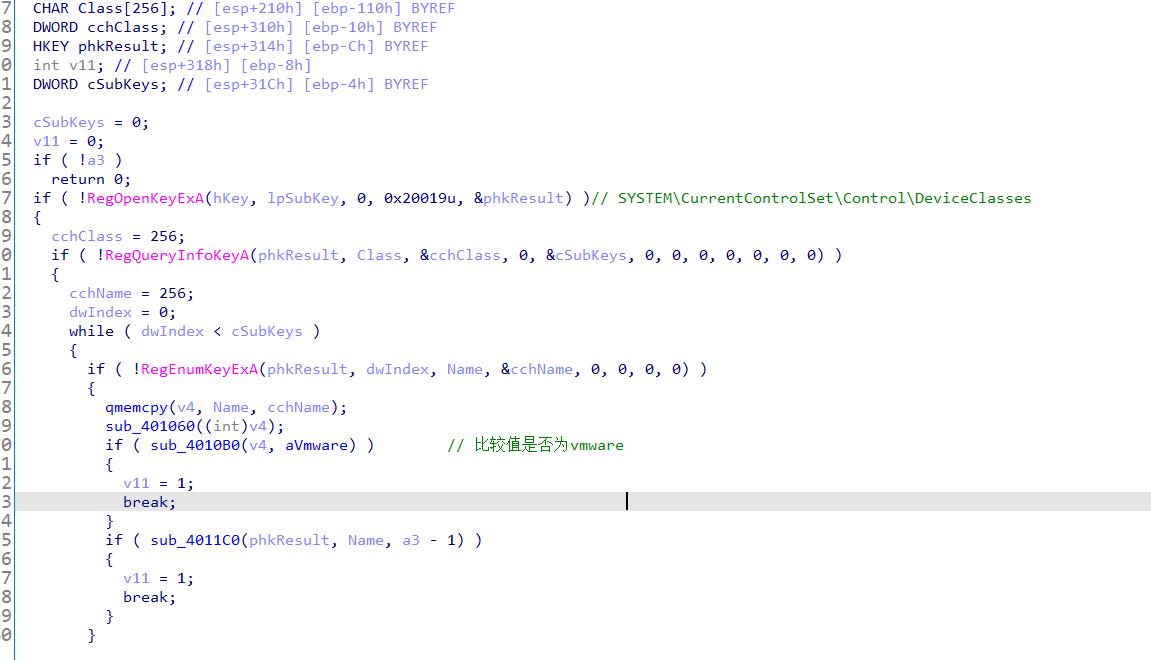 7 CHAR Class[256]; // [esp+210h] [ebp-110h] BYREF
8 DWORD cchClass; // [esp+310h] [ebp-10h] BYREF
9 HKEY phkResult; // [esp+314h] [ebp-Ch] BYREF
0 int v11; // [esp+318h] [ebp-8h]
1 DWORD cSubKeys; // [esp+31Ch] [ebp-4h] BYREF
2
3 cSubKeys = 0;
4 v11 = 0;
5 if ( !a3 )
6 return 0;
7 if ( !RegOpenKeyExA(hKey, lpSubKey, 0, 0x20019u, &phkResult) )// SYSTEM\CurrentControlSet\Control\DeviceClasses
8 {
9 cchClass = 256;
0 if ( !RegQueryInfoKeyA(phkResult, Class, &cchClass, 0, &cSubKeys, 0, 0, 0, 0, 0, 0, 0) )
1 {
2 cchName = 256;
3 dwIndex = 0;
4 while ( dwIndex < cSubKeys )
5 {
6 if ( !RegEnumKeyExA(phkResult, dwIndex, Name, &cchName, 0, 0, 0, 0) )
7 {
8 qmemcpy(v4, Name, cchName);
9 sub_401060((int)v4);
0 if ( sub_4010B0(v4, aVmware) ) // 比较值是否为vmware
1 {
2 v11 = 1;
3 break;
4 }
5 if ( sub_4011C0(phkResult, Name, a3 - 1) )
6 {
7 v11 = 1;
8 break;
9 }
0 }